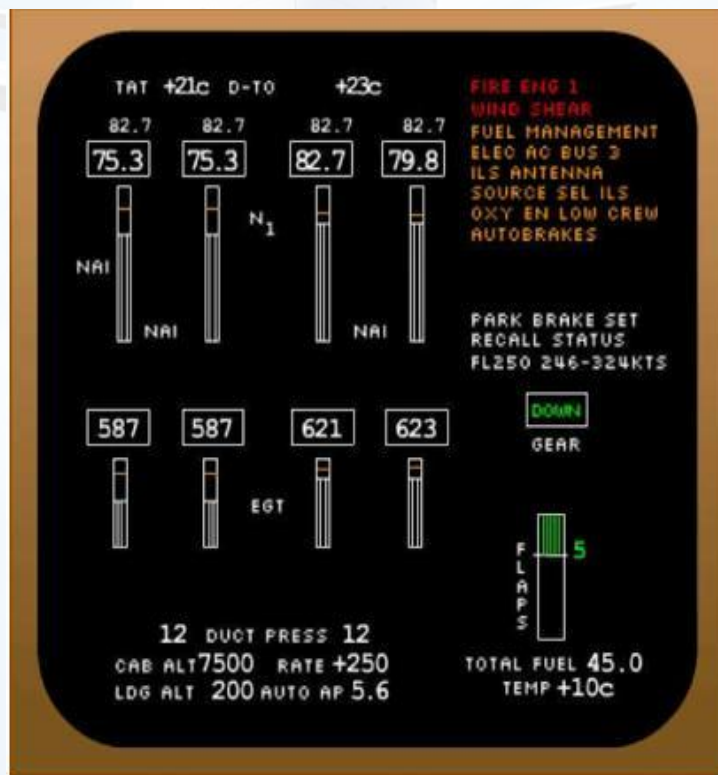 TAT +21c D-TO +23c
82.7 82.7 82.7 82.7
75.3 75.3 82.7 79.8
N1
NAI
NAI NAI
587 587 621 623
EGT
12 DUCT PRESS 12
CAB ALT 7500 RATE +250
LDG ALT 200 AUTO AP 5.6
FIRE ENG 1
WIND SHEAR
FUEL MANAGEMENT
ELEC AC BUS 3
ILS ANTENNA
SOURCE SEL ILS
OXY EN LOW CREW
AUTOBRAKES
PARK BRAKE SET
RECALL STATUS
FL250 246-324KTS
DOWN
GEAR
FLAPS
5
TOTAL FUEL 45.0
TEMP +10c